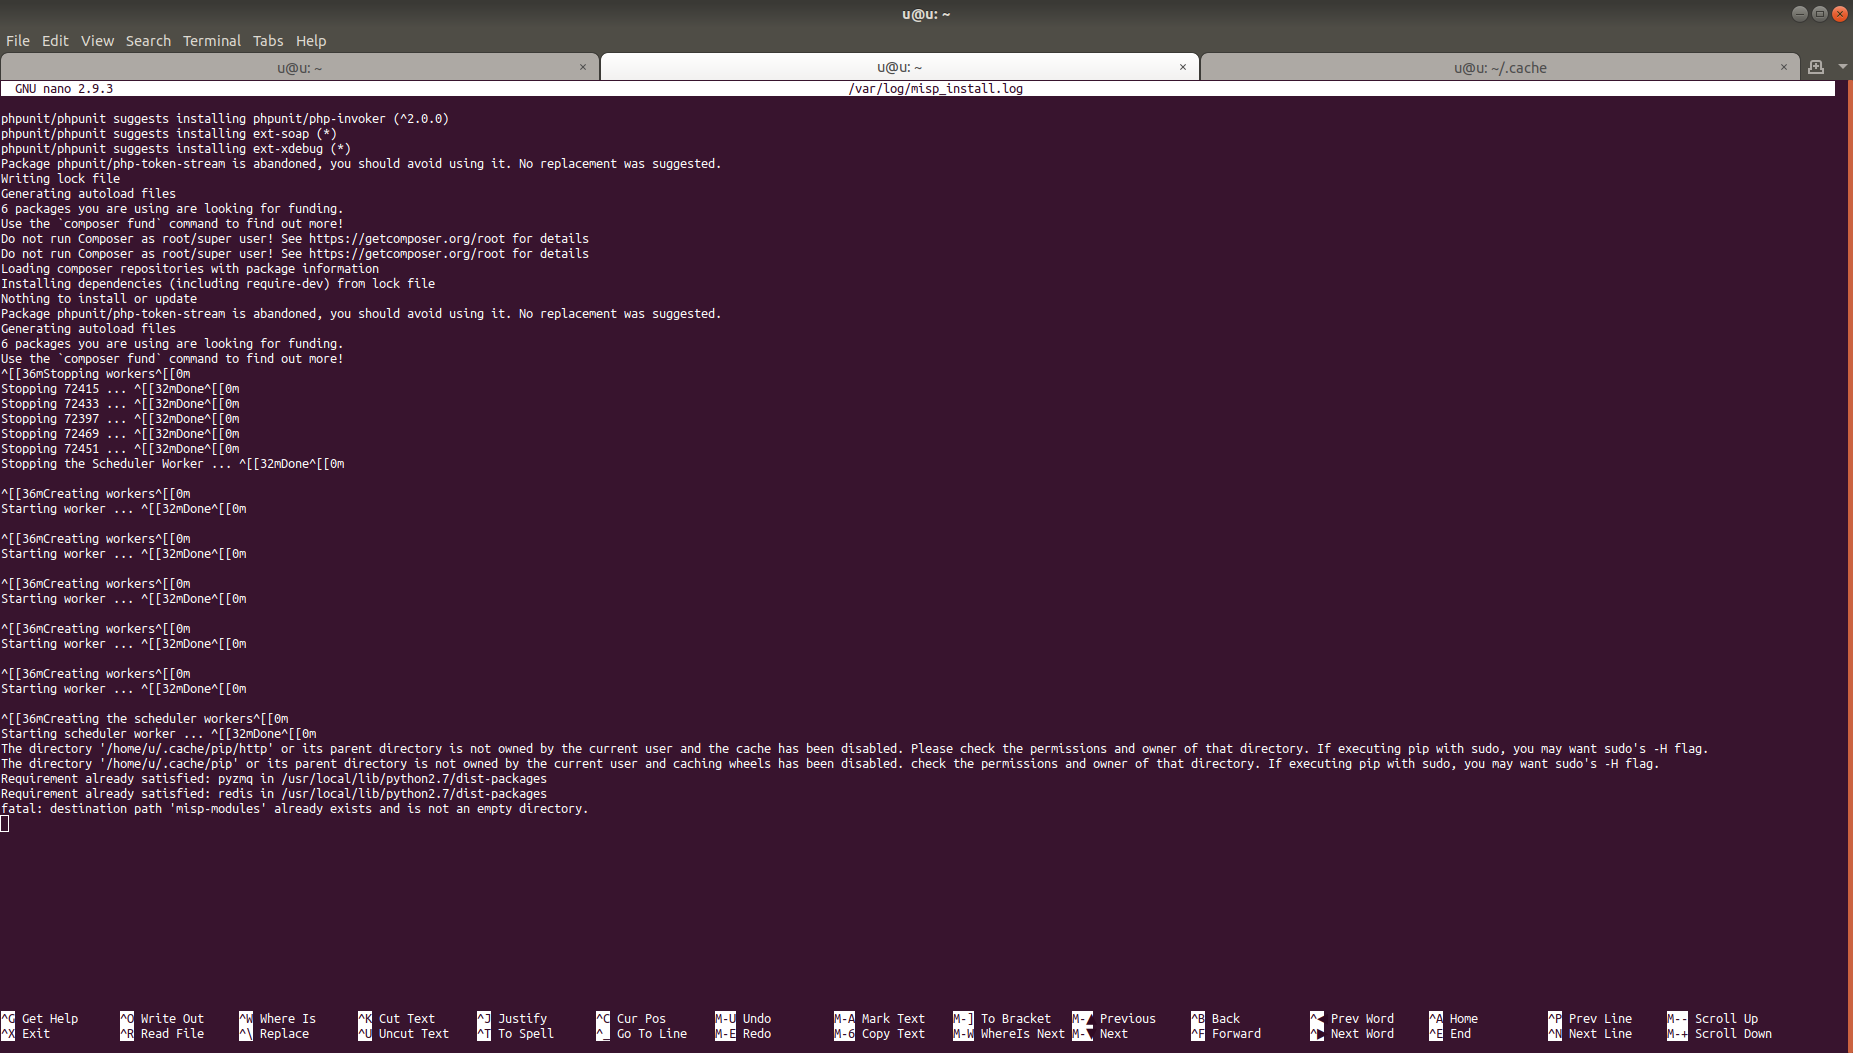 u@u: ~
File Edit View Search Terminal Tabs Help
u@u: ~ × u@u: ~ × u@u: ~/.cache ×
GNU nano 2.9.3 /var/log/misp_install.log
phpunit/phpunit suggests installing phpunit/php-invoker (^2.0.0)
phpunit/phpunit suggests installing ext-soap (*)
phpunit/phpunit suggests installing ext-xdebug (*)
Package phpunit/php-token-stream is abandoned, you should avoid using it. No replacement was suggested.
Writing lock file
Generating autoload files
6 packages you are using are looking for funding.
Use the `composer fund` command to find out more!
Do not run Composer as root/super user! See https://getcomposer.org/root for details
Do not run Composer as root/super user! See https://getcomposer.org/root for details
Loading composer repositories with package information
Installing dependencies (including require-dev) from lock file
Nothing to install or update
Package phpunit/php-token-stream is abandoned, you should avoid using it. No replacement was suggested.
Generating autoload files
6 packages you are using are looking for funding.
Use the `composer fund` command to find out more!
^[[36mStopping workers^[[0m
Stopping 72415 ... ^[[32mDone^[[0m
Stopping 72433 ... ^[[32mDone^[[0m
Stopping 72397 ... ^[[32mDone^[[0m
Stopping 72469 ... ^[[32mDone^[[0m
Stopping 72451 ... ^[[32mDone^[[0m
Stopping the Scheduler Worker ... ^[[32mDone^[[0m
^[[36mCreating workers^[[0m
Starting worker ... ^[[32mDone^[[0m
^[[36mCreating workers^[[0m
Starting worker ... ^[[32mDone^[[0m
^[[36mCreating workers^[[0m
Starting worker ... ^[[32mDone^[[0m
^[[36mCreating workers^[[0m
Starting worker ... ^[[32mDone^[[0m
^[[36mCreating workers^[[0m
Starting worker ... ^[[32mDone^[[0m
^[[36mCreating the scheduler workers^[[0m
Starting scheduler worker ... ^[[32mDone^[[0m
The directory '/home/u/.cache/pip/http' or its parent directory is not owned by the current user and the cache has been disabled. Please check the permissions and owner of that directory. If executing pip with sudo, you may want sudo's -H flag.
The directory '/home/u/.cache/pip' or its parent directory is not owned by the current user and caching wheels has been disabled. check the permissions and owner of that directory. If executing pip with sudo, you may want sudo's -H flag.
Requirement already satisfied: pyzmq in /usr/local/lib/python2.7/dist-packages
Requirement already satisfied: redis in /usr/local/lib/python2.7/dist-packages
fatal: destination path 'misp-modules' already exists and is not an empty directory.
^G Get Help ^O Write Out ^W Where Is ^K Cut Text ^J Justify ^C Cur Pos M-U Undo M-A Mark Text M-] To Bracket M-▲ Previous ^B Back ^◀ Prev Word ^A Home ^P Prev Line M-- Scroll Up
^X Exit ^R Read File ^\ Replace ^U Uncut Text ^T To Spell ^_ Go To Line M-E Redo M-6 Copy Text M-W WhereIs Next M-▼ Next ^F Forward ^▶ Next Word ^E End ^N Next Line M-+ Scroll Down